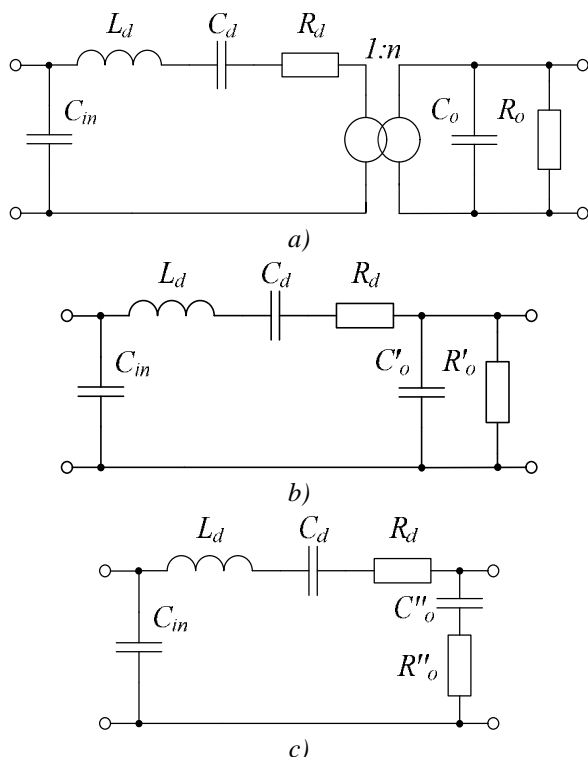 L_d C_d R_d 1:n
C_in C_o R_o
a)
L_d C_d R_d
C_in C'_o R'_o
b)
L_d C_d R_d
C_in C''_o
R''_o
c)